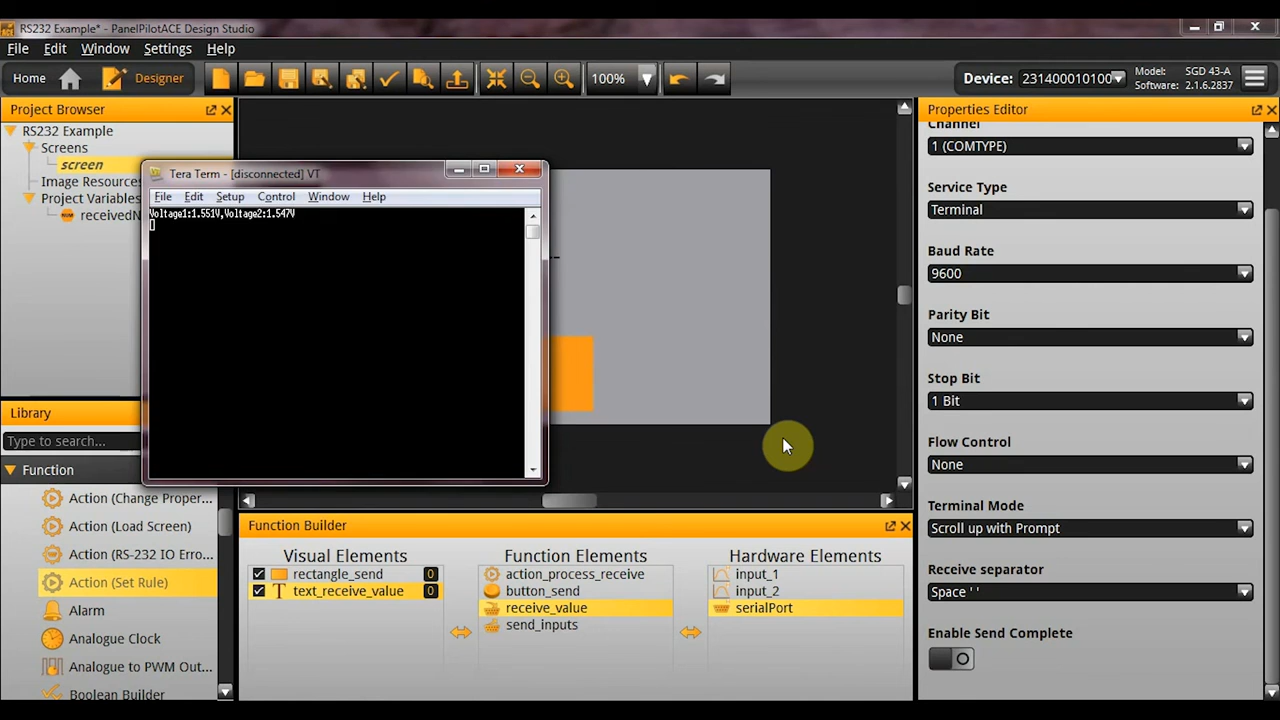 RS232 Example* - PanelPilotACE Design Studio
File Edit Window Settings Help
Home Designer 100% Device: 231400010100 Model: SGD 43-A
Software: 2.1.6.2837
Project Browser
RS232 Example
Screens
screen
Image Resources
Project Variables
receivedN
Tera Term - [disconnected] VT
File Edit Setup Control Window Help
Voltage1:1.551V,Voltage2:1.547V
--
Library
Type to search...
Function
Action (Change Proper...
Action (Load Screen)
Action (RS-232 IO Erro...
Action (Set Rule)
Alarm
Analogue Clock
Analogue to PWM Out...
Boolean Builder
Function Builder
Visual Elements Function Elements Hardware Elements
rectangle_send 0 action_process_receive input_1
text_receive_value 0 button_send input_2
receive_value serialPort
send_inputs
Properties Editor
Channel
1 (COMTYPE)
Service Type
Terminal
Baud Rate
9600
Parity Bit
None
Stop Bit
1 Bit
Flow Control
None
Terminal Mode
Scroll up with Prompt
Receive separator
Space ' '
Enable Send Complete